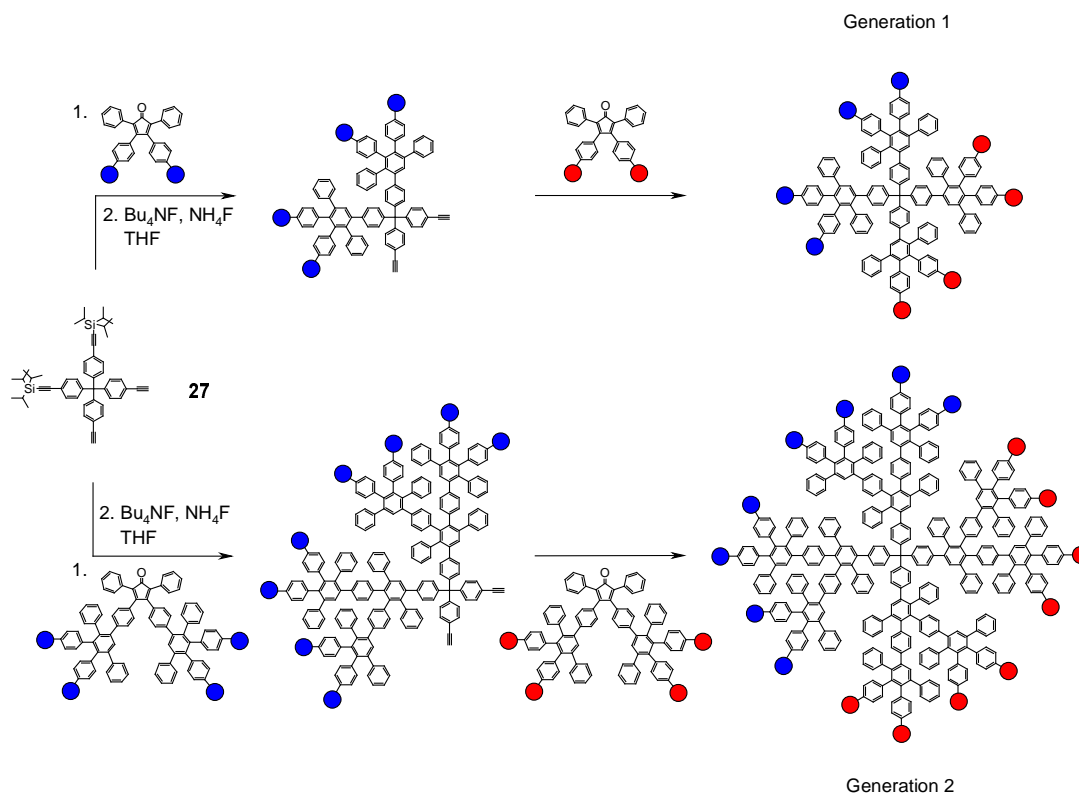 Generation 1
1.
O
O
2. Bu4NF, NH4F
THF
Si
Si
27
2. Bu4NF, NH4F
THF
1.
O
O
Generation 2